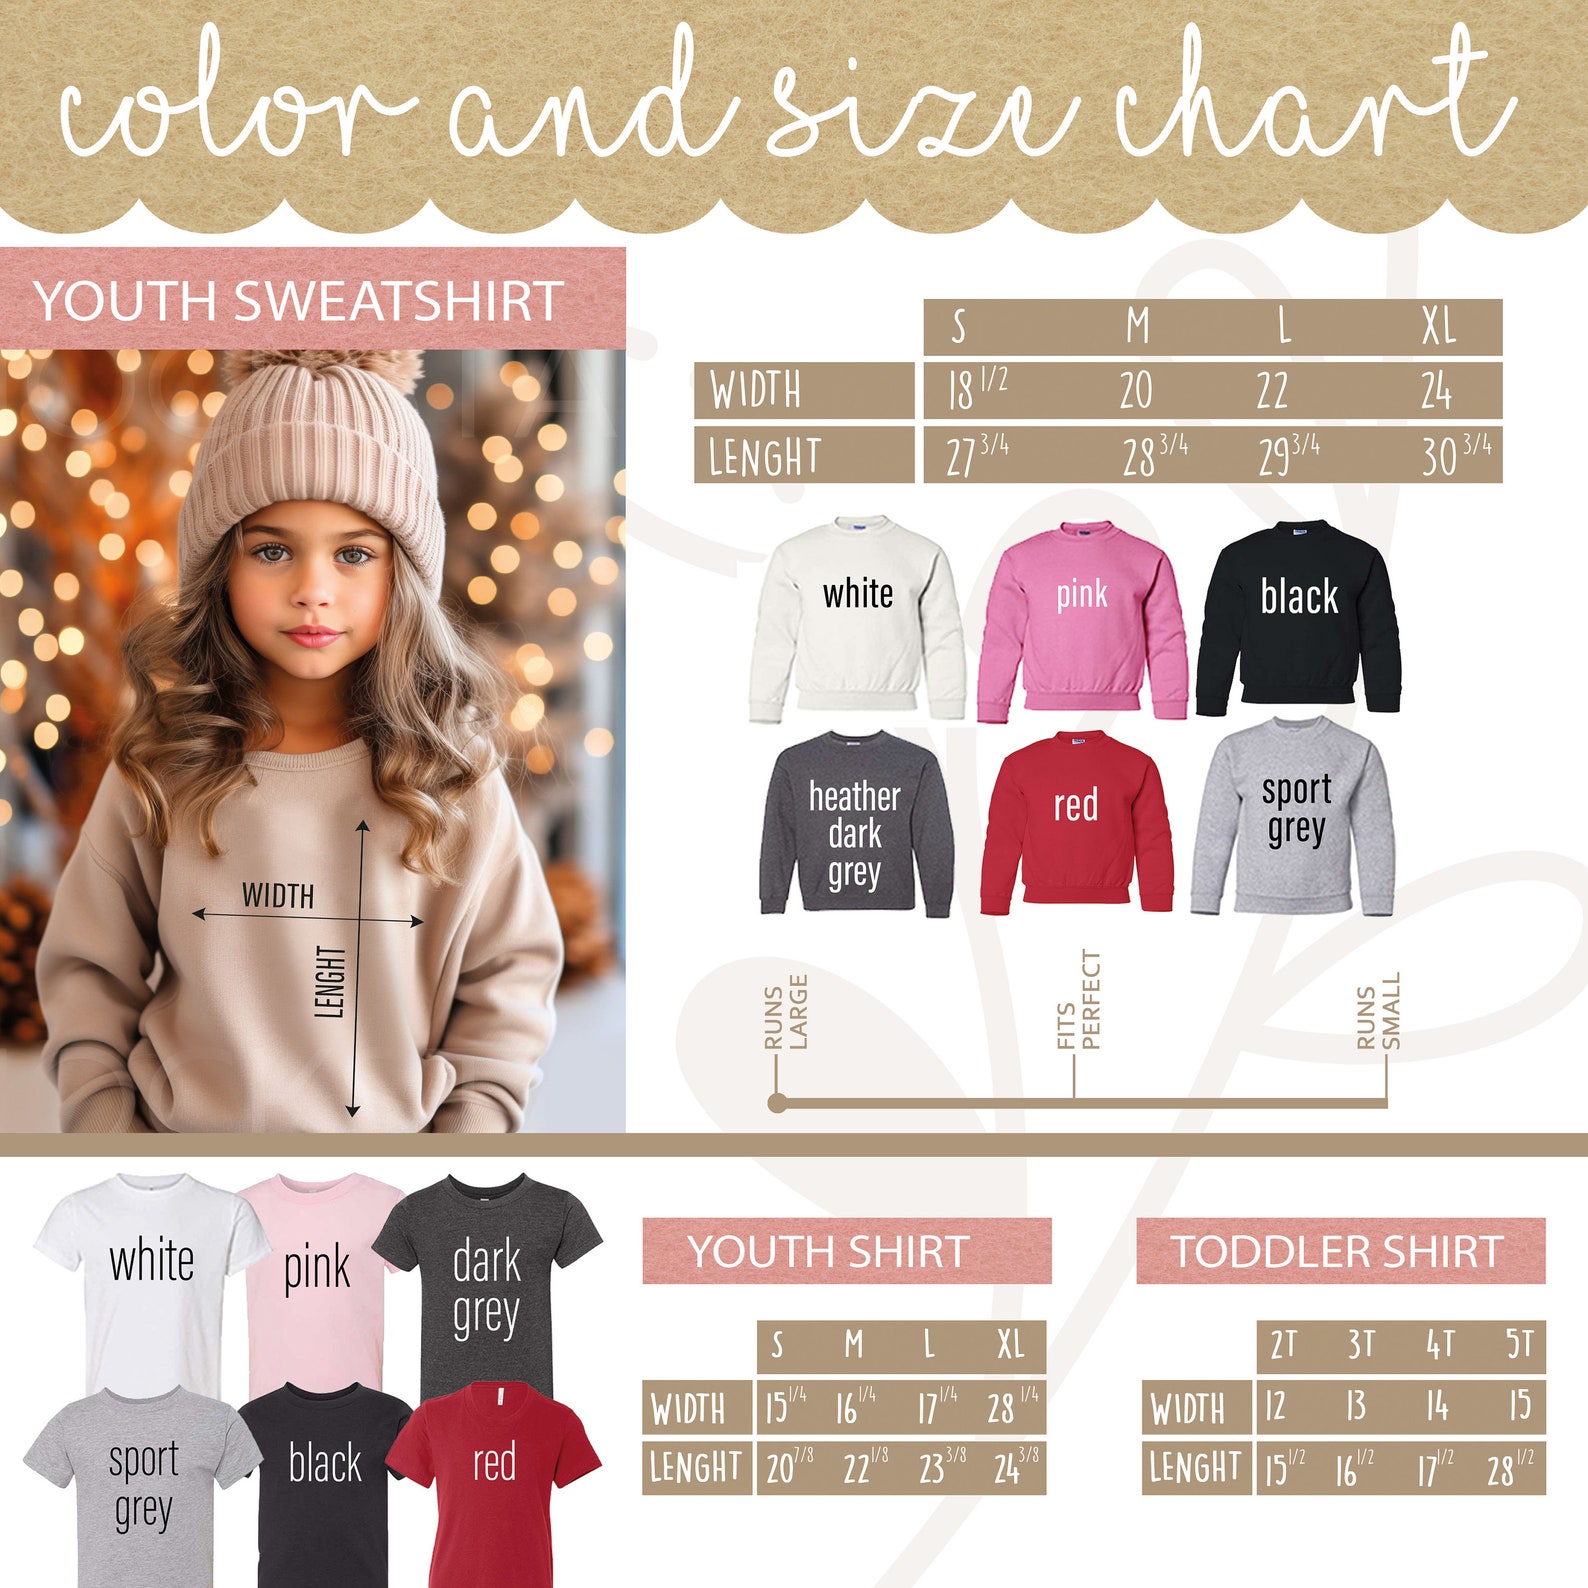 color and size chart
YOUTH SWEATSHIRT
S M L XL
WIDTH 18 1/2 20 22 24
LENGHT 27 3/4 28 3/4 29 3/4 30 3/4
WIDTH
LENGHT
white
pink
black
heather
dark
grey
red
sport
grey
RUNS
LARGE
FITS
PERFECT
RUNS
SMALL
white
pink
dark
grey
sport
grey
black
red
YOUTH SHIRT
S M L XL
WIDTH 15 1/4 16 1/4 17 1/4 28 1/4
LENGHT 20 7/8 22 1/8 23 3/8 24 3/8
TODDLER SHIRT
2T 3T 4T 5T
WIDTH 12 13 14 15
LENGHT 15 1/2 16 1/2 17 1/2 28 1/2